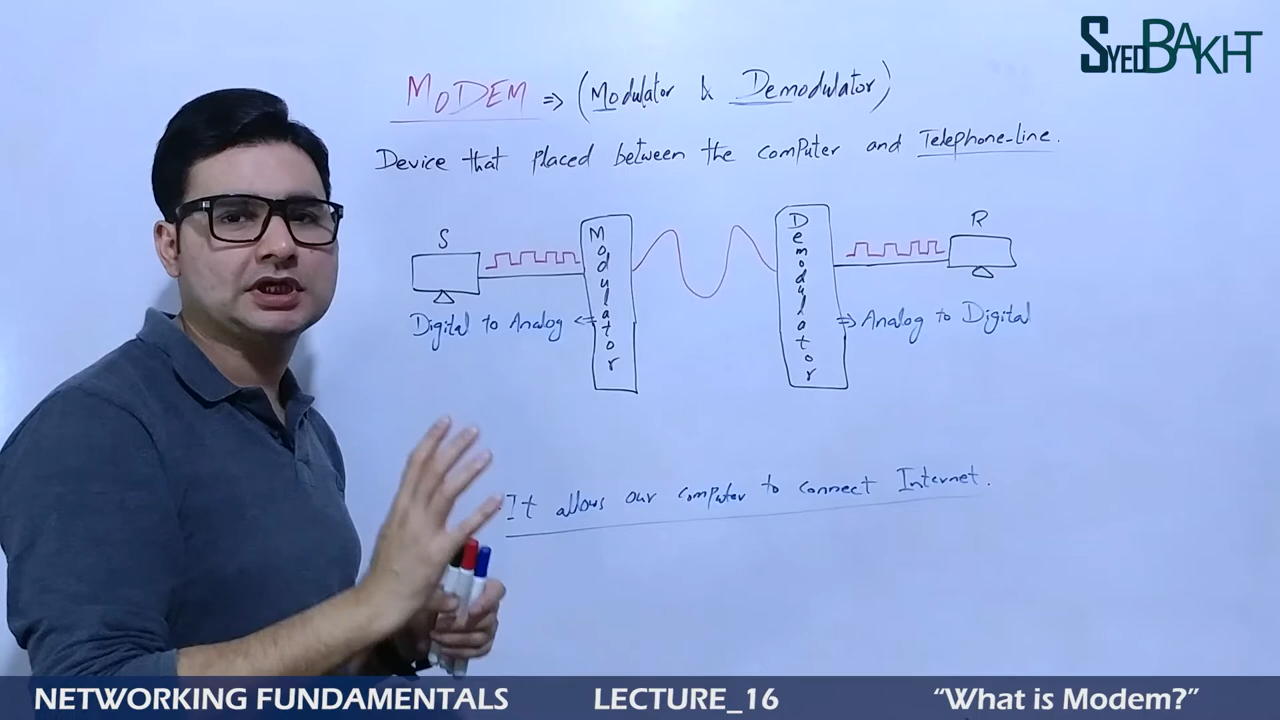 SYEDBAKHT
MoDEM => (Modulator & Demodulator)
Device that placed between the computer and Telephone-line.
S
Modulator
Demodulator
R
Digital to Analog <=
=> Analog to Digital
It allows our computer to connect Internet.
NETWORKING FUNDAMENTALS LECTURE_16 “What is Modem?”